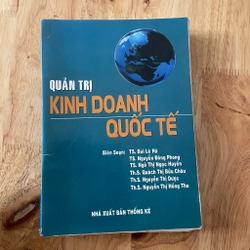 QUẢN TRỊ
KINH DOANH
QUỐC TẾ
Biên Soạn: TS. Bùi Lê Hà
TS. Nguyễn Đông Phong
TS. Ngô Thị Ngọc Huyền
Th.S. Quách Thị Bửu Châu
Th.S. Nguyễn Thị Dược
Th.S. Nguyễn Thị Hồng Thu
NHÀ XUẤT BẢN THỐNG KÊ